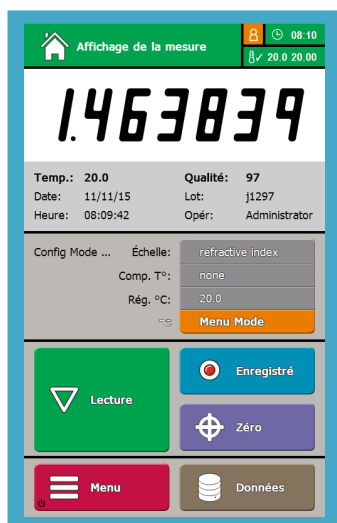 Affichage de la mesure
8 08:10
✓ 20.0 20.00
1.463839
Temp.: 20.0 Qualité: 97
Date: 11/11/15 Lot: j1297
Heure: 08:09:42 Opér: Administrator
Config Mode ... Échelle: refractive index
Comp. T°: none
Rég. °C: 20.0
Menu Mode
Lecture
Enregistré
Zéro
Menu
Données